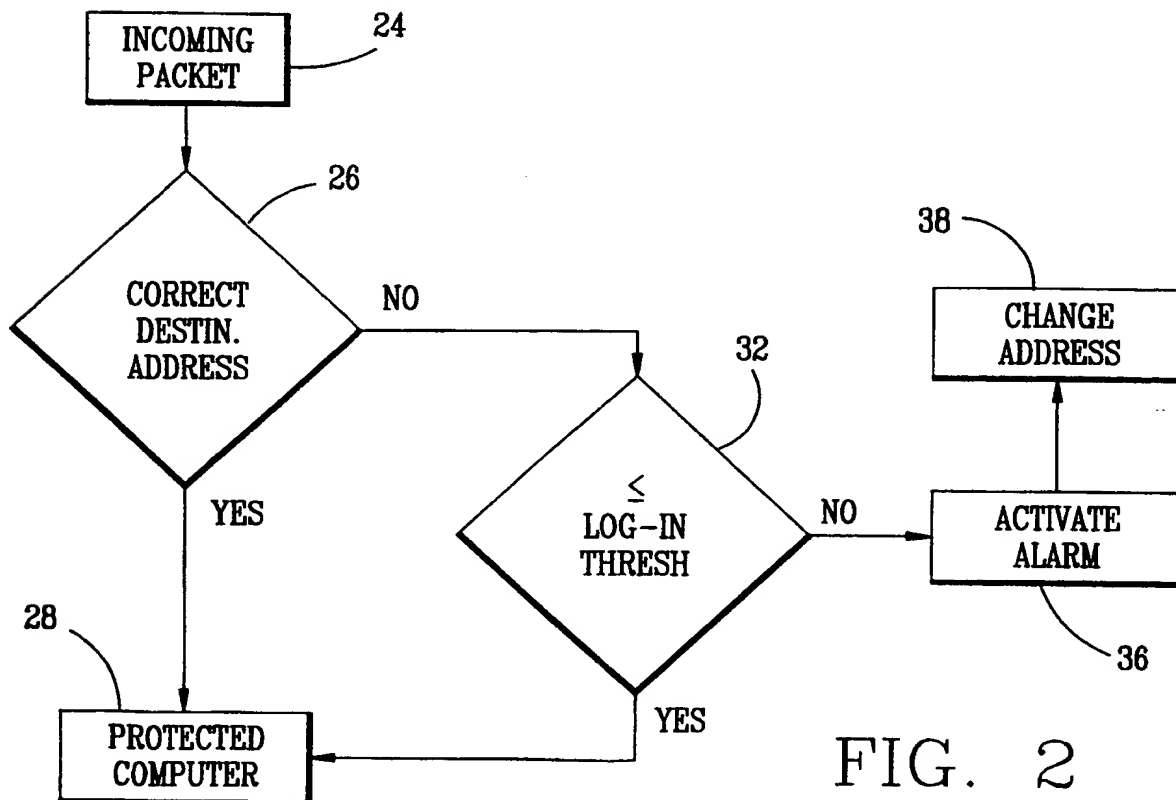 INCOMING
PACKET
24
26
CORRECT
DESTIN.
ADDRESS
NO
YES
32
≤
LOG-IN
THRESH
NO
YES
38
CHANGE
ADDRESS
ACTIVATE
ALARM
36
28
PROTECTED
COMPUTER
FIG. 2